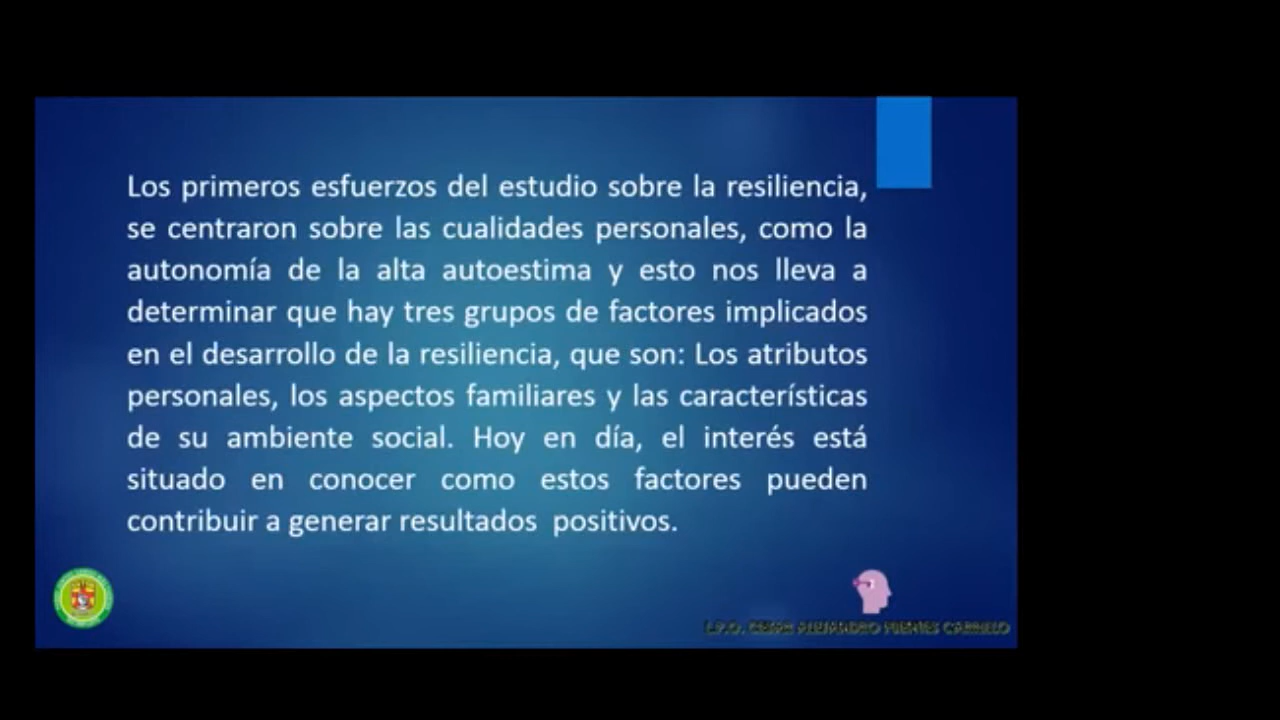 Los primeros esfuerzos del estudio sobre la resiliencia,
se centraron sobre las cualidades personales, como la
autonomía de la alta autoestima y esto nos lleva a
determinar que hay tres grupos de factores implicados
en el desarrollo de la resiliencia, que son: Los atributos
personales, los aspectos familiares y las características
de su ambiente social. Hoy en día, el interés está
situado en conocer como estos factores pueden
contribuir a generar resultados  positivos.
ALEJANDRO FUENTES CARRILLO